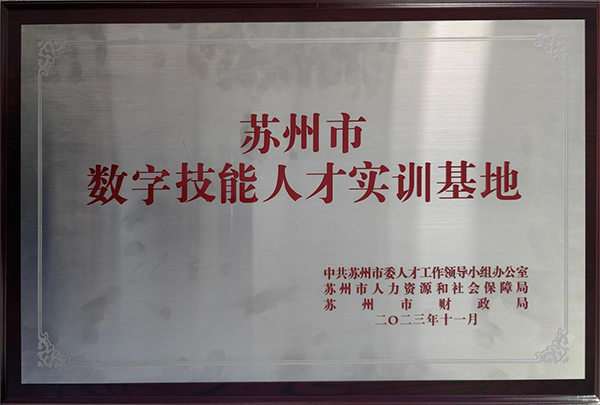 苏州市
数字技能人才实训基地
中共苏州市委人才工作领导小组办公室
苏州市人力资源和社会保障局
苏州市财政局
二〇二三年十一月